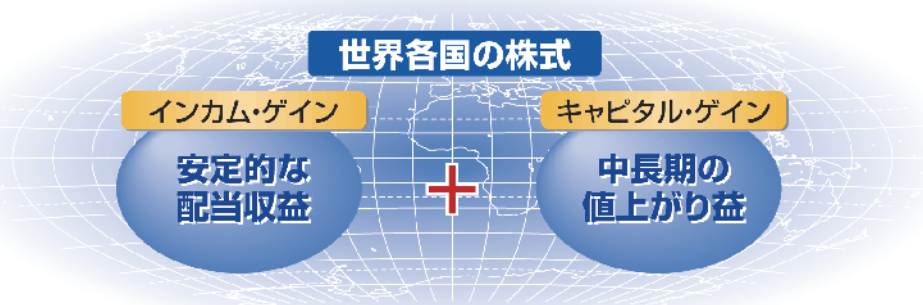 世界各国の株式
インカム・ゲイン
安定的な
配当収益
+
キャピタル・ゲイン
中長期の
値上がり益